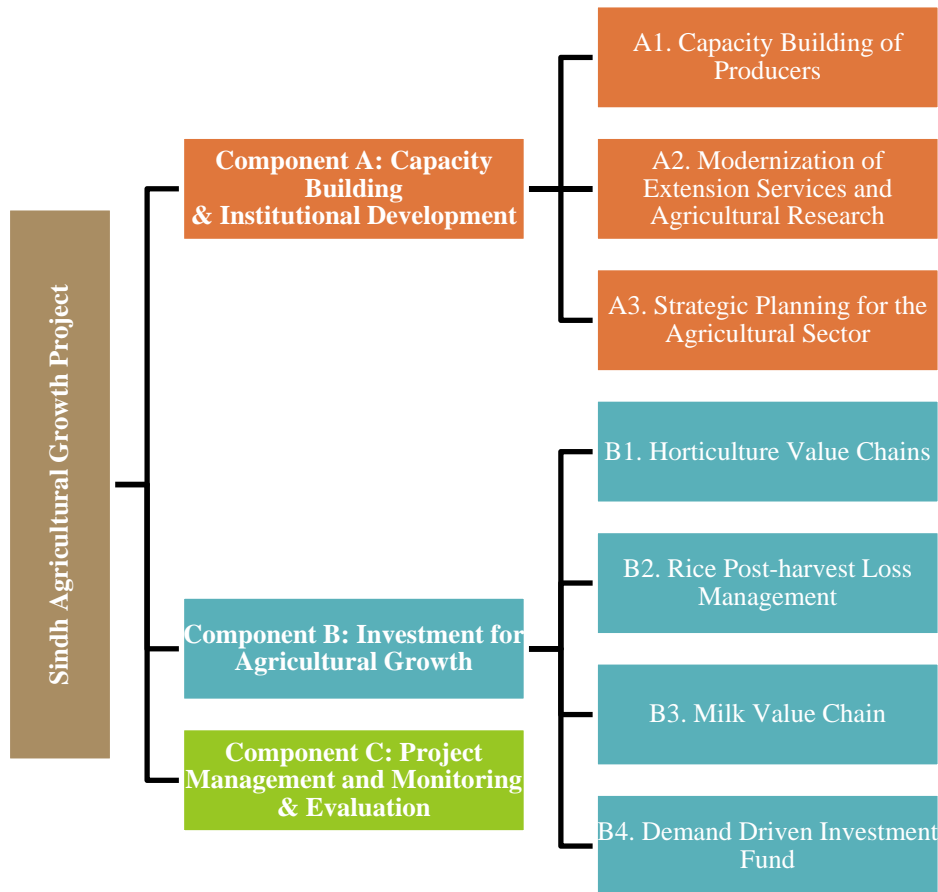 Sindh Agricultural Growth Project
Component A: Capacity
Building
& Institutional Development
A1. Capacity Building of
Producers
A2. Modernization of
Extension Services and
Agricultural Research
A3. Strategic Planning for the
Agricultural Sector
Component B: Investment for
Agricultural Growth
B1. Horticulture Value Chains
B2. Rice Post-harvest Loss
Management
B3. Milk Value Chain
B4. Demand Driven Investment
Fund
Component C: Project
Management and Monitoring
& Evaluation